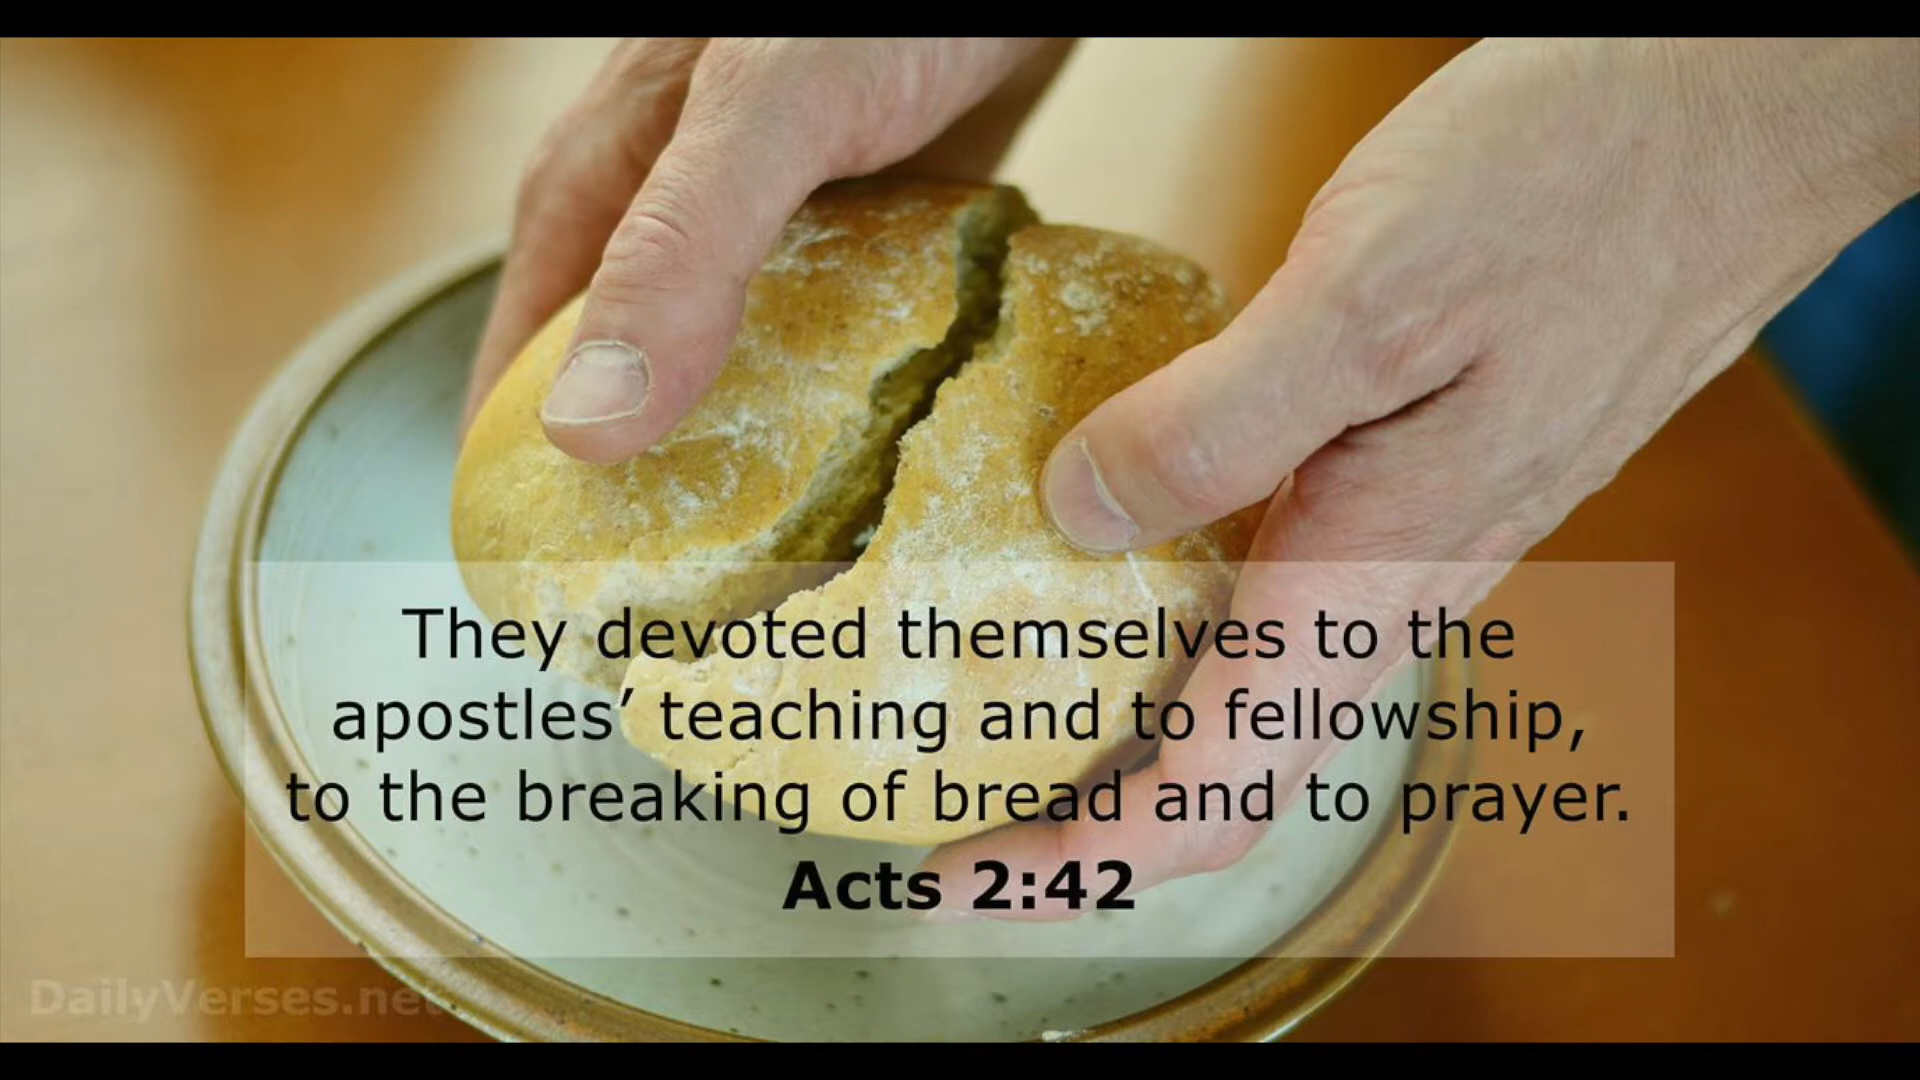 They devoted themselves to the
apostles’ teaching and to fellowship,
to the breaking of bread and to prayer.
Acts 2:42
DailyVerses.net